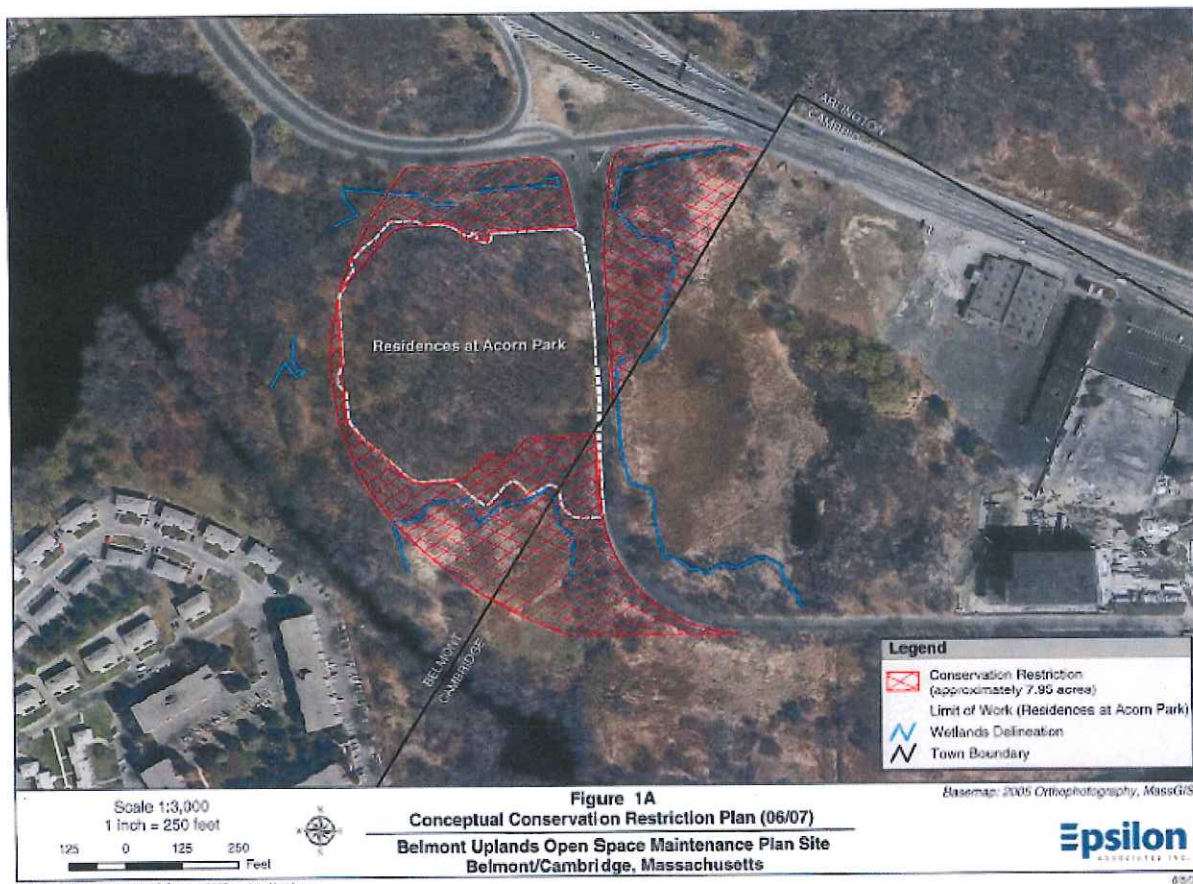 ARLINGTON
Residences at Acorn Park
BELMONT
CAMBRIDGE
Legend
Conservation Restriction
(approximately 7.95 acres)
Limit of Work (Residences at Acorn Park)
Wetlands Delineation
Town Boundary
Scale 1:3,000
1 inch = 250 feet
125 0 125 250
Feet
Figure 1A
Conceptual Conservation Restriction Plan (06/07)
Belmont Uplands Open Space Maintenance Plan Site
Belmont/Cambridge, Massachusetts
Basemap: 2005 Orthophotography, MassGIS
Epsilon
ASSOCIATES INC.